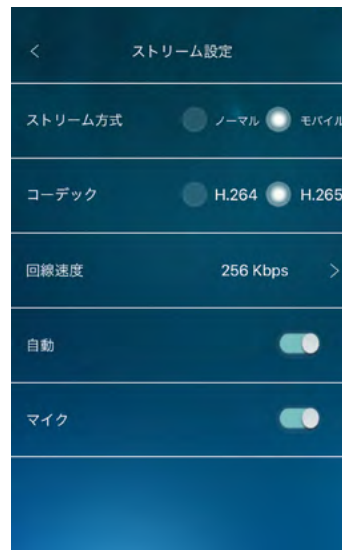 ストリーム設定
ストリーム方式 ノーマル モバイル
コーデック H.264 H.265
回線速度 256 Kbps
自動
マイク